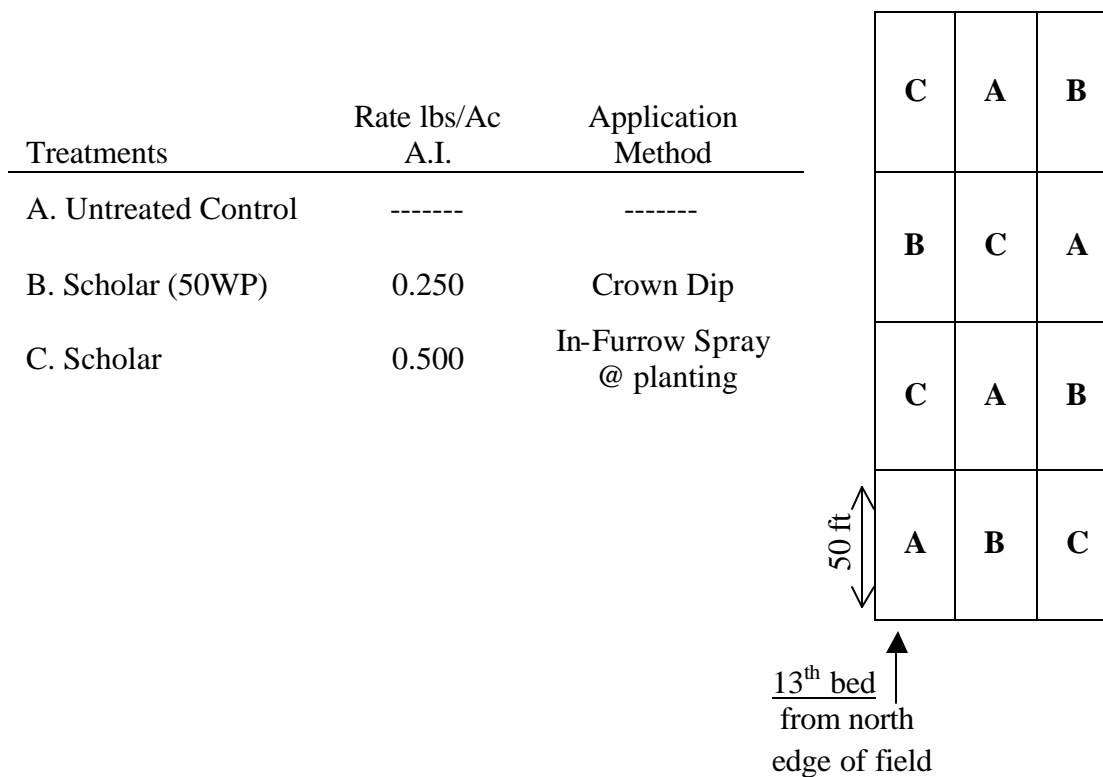 Treatments Rate lbs/Ac A.I. Application Method
A. Untreated Control ------- -------
B. Scholar (50WP) 0.250 Crown Dip
C. Scholar 0.500 In-Furrow Spray @ planting
C A B
B C A
C A B
A B C
50 ft
13th bed
from north
edge of field